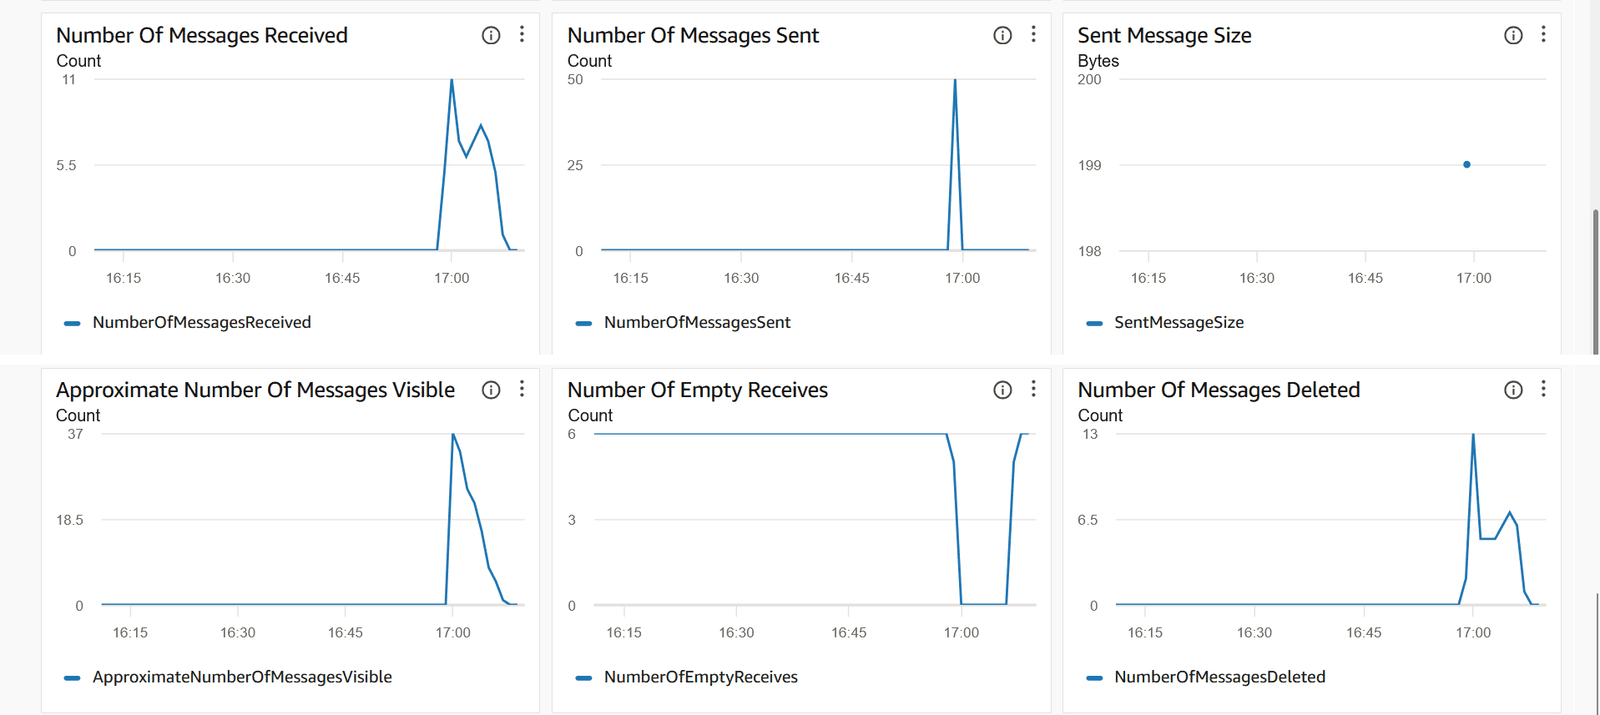 Number Of Messages Received
Count
11
5.5
0
16:15 16:30 16:45 17:00
NumberOfMessagesReceived
Number Of Messages Sent
Count
50
25
0
16:15 16:30 16:45 17:00
NumberOfMessagesSent
Sent Message Size
Bytes
200
199
198
16:15 16:30 16:45 17:00
SentMessageSize
Approximate Number Of Messages Visible
Count
37
18.5
0
16:15 16:30 16:45 17:00
ApproximateNumberOfMessagesVisible
Number Of Empty Receives
Count
6
3
0
16:15 16:30 16:45 17:00
NumberOfEmptyReceives
Number Of Messages Deleted
Count
13
6.5
0
16:15 16:30 16:45 17:00
NumberOfMessagesDeleted